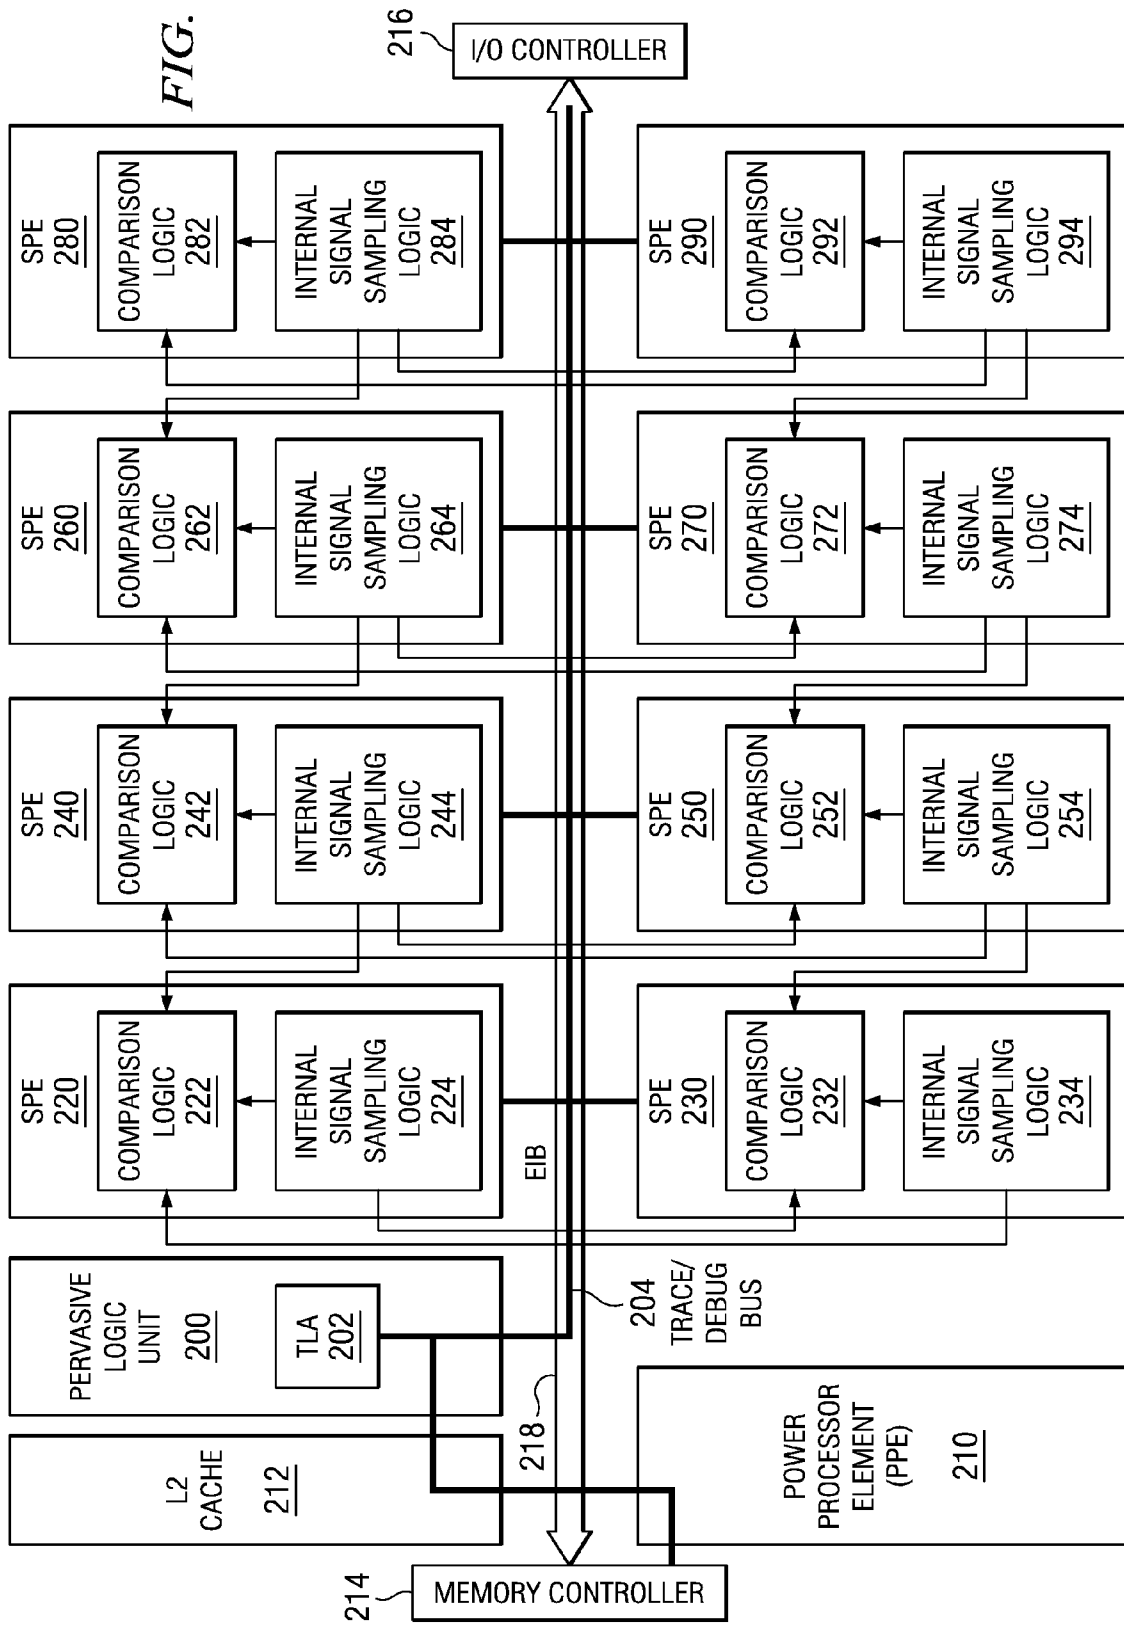 FIG.
214
MEMORY CONTROLLER
L2
CACHE
212
PERVASIVE
LOGIC
UNIT
200
TLA
202
SPE
220
COMPARISON
LOGIC
222
INTERNAL
SIGNAL
SAMPLING
LOGIC
224
SPE
240
COMPARISON
LOGIC
242
INTERNAL
SIGNAL
SAMPLING
LOGIC
244
SPE
260
COMPARISON
LOGIC
262
INTERNAL
SIGNAL
SAMPLING
LOGIC
264
SPE
280
COMPARISON
LOGIC
282
INTERNAL
SIGNAL
SAMPLING
LOGIC
284
216
I/O CONTROLLER
218
EIB
204
TRACE/
DEBUG
BUS
POWER
PROCESSOR
ELEMENT
(PPE)
210
SPE
230
COMPARISON
LOGIC
232
INTERNAL
SIGNAL
SAMPLING
LOGIC
234
SPE
250
COMPARISON
LOGIC
252
INTERNAL
SIGNAL
SAMPLING
LOGIC
254
SPE
270
COMPARISON
LOGIC
272
INTERNAL
SIGNAL
SAMPLING
LOGIC
274
SPE
290
COMPARISON
LOGIC
292
INTERNAL
SIGNAL
SAMPLING
LOGIC
294